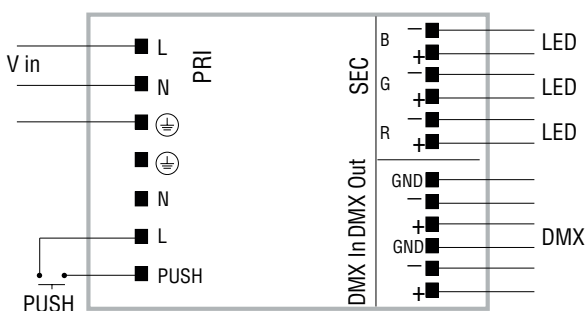 V in
L
N
⏚
⏚
N
L
PUSH
PUSH
PRI
SEC
B
−
+
LED
G
−
+
LED
R
−
+
LED
DMX Out
GND
−
+
DMX In
GND
−
+
DMX